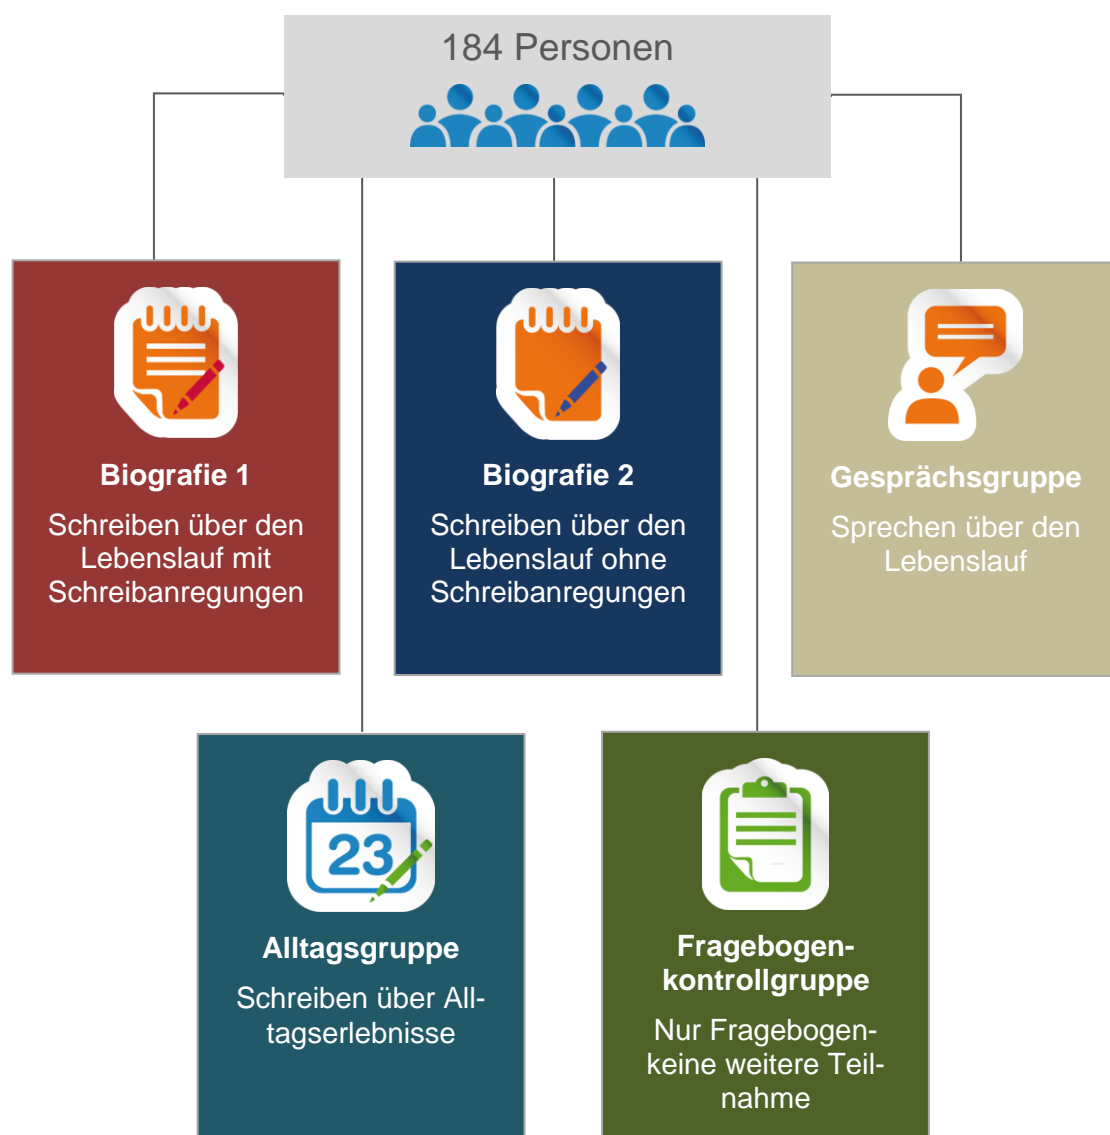 184 Personen
Biografie 1
Schreiben über den
Lebenslauf mit
Schreibanregungen
Biografie 2
Schreiben über den
Lebenslauf ohne
Schreibanregungen
Gesprächsgruppe
Sprechen über den
Lebenslauf
23
Alltagsgruppe
Schreiben über All-
tagserlebnisse
Fragebogen-
kontrollgruppe
Nur Fragebogen-
keine weitere Teil-
nahme